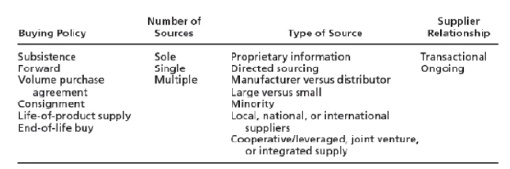 Buying Policy Number of Sources Type of Source Supplier Relationship
Subsistence Sole Proprietary information Transactional
Forward Single Directed sourcing Ongoing
Volume purchase Multiple Manufacturer versus distributor
agreement Large versus small
Consignment Minority
Life-of-product supply Local, national, or international
End-of-life buy suppliers
Cooperative/leveraged, joint venture,
or integrated supply